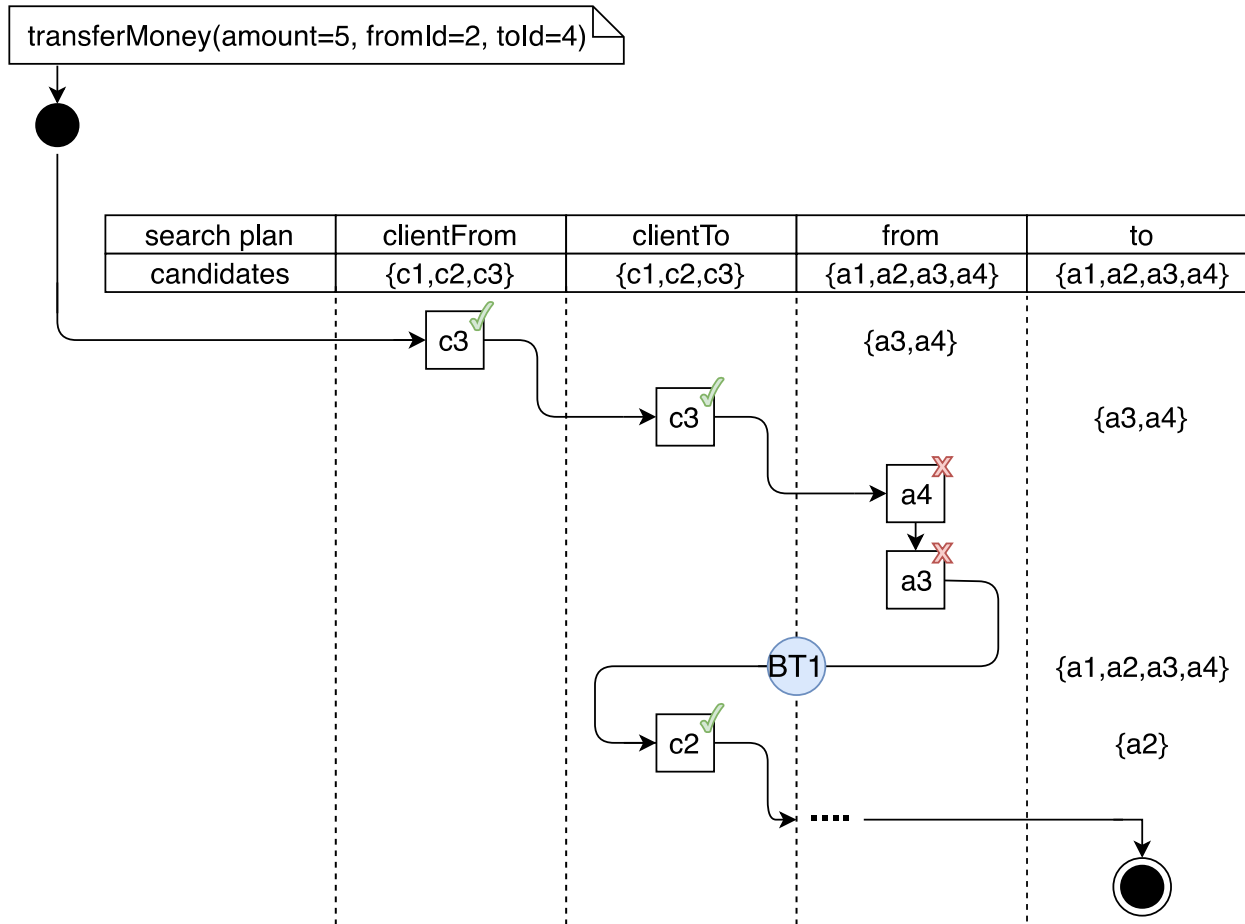 transferMoney(amount=5, fromId=2, toId=4)
search plan clientFrom clientTo from to
candidates {c1,c2,c3} {c1,c2,c3} {a1,a2,a3,a4} {a1,a2,a3,a4}
c3 {a3,a4}
c3 {a3,a4}
a4
a3
BT1 {a1,a2,a3,a4}
c2 {a2}
....